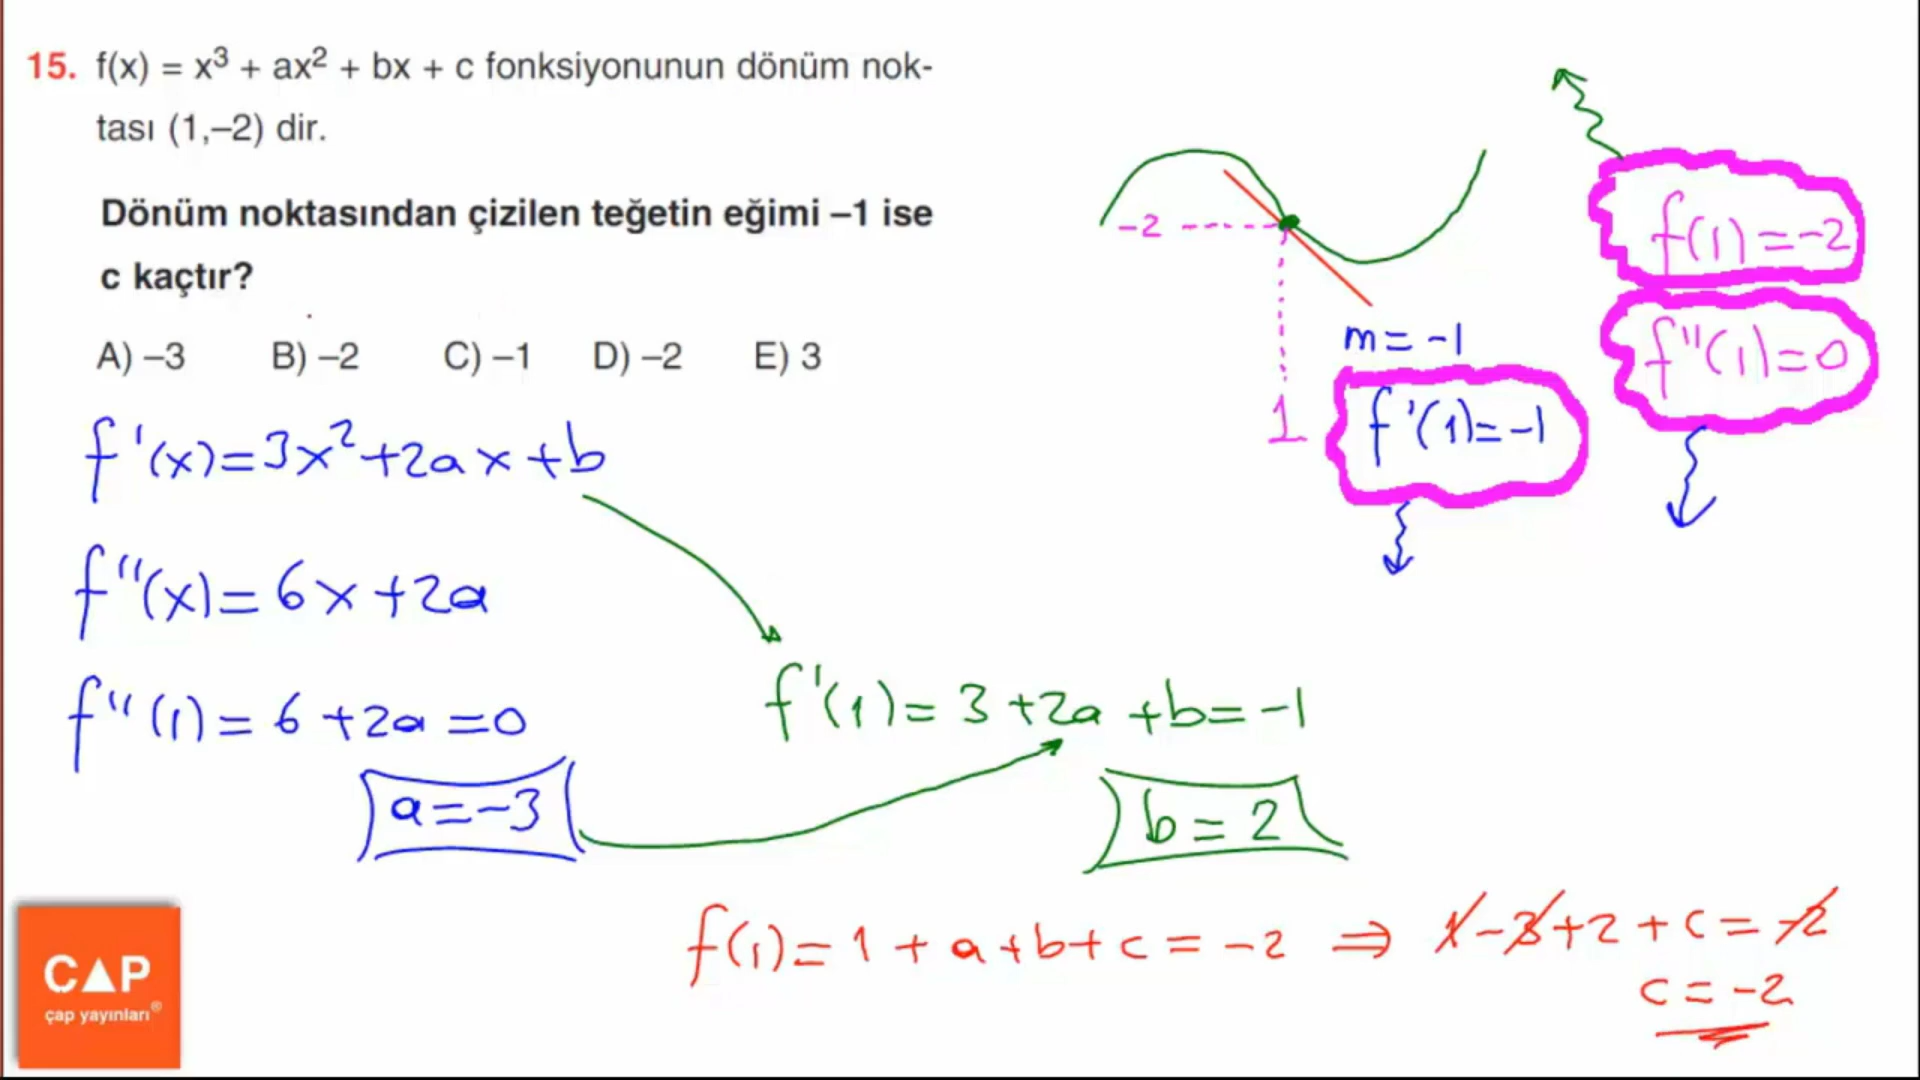 15. f(x) = x³ + ax² + bx + c fonksiyonunun dönüm nok-
tası (1,–2) dir.
Dönüm noktasından çizilen teğetin eğimi –1 ise
c kaçtır?
A) –3 B) –2 C) –1 D) –2 E) 3
-2
1
m = -1
f'(1) = -1
f(1) = -2
f''(1) = 0
f'(x) = 3x² + 2ax + b
f''(x) = 6x + 2a
f''(1) = 6 + 2a = 0
a = -3
f'(1) = 3 + 2a + b = -1
b = 2
f(1) = 1 + a + b + c = -2 ⇒ 1 - 3 + 2 + c = -2
c = -2
ÇAP
çap yayınları®